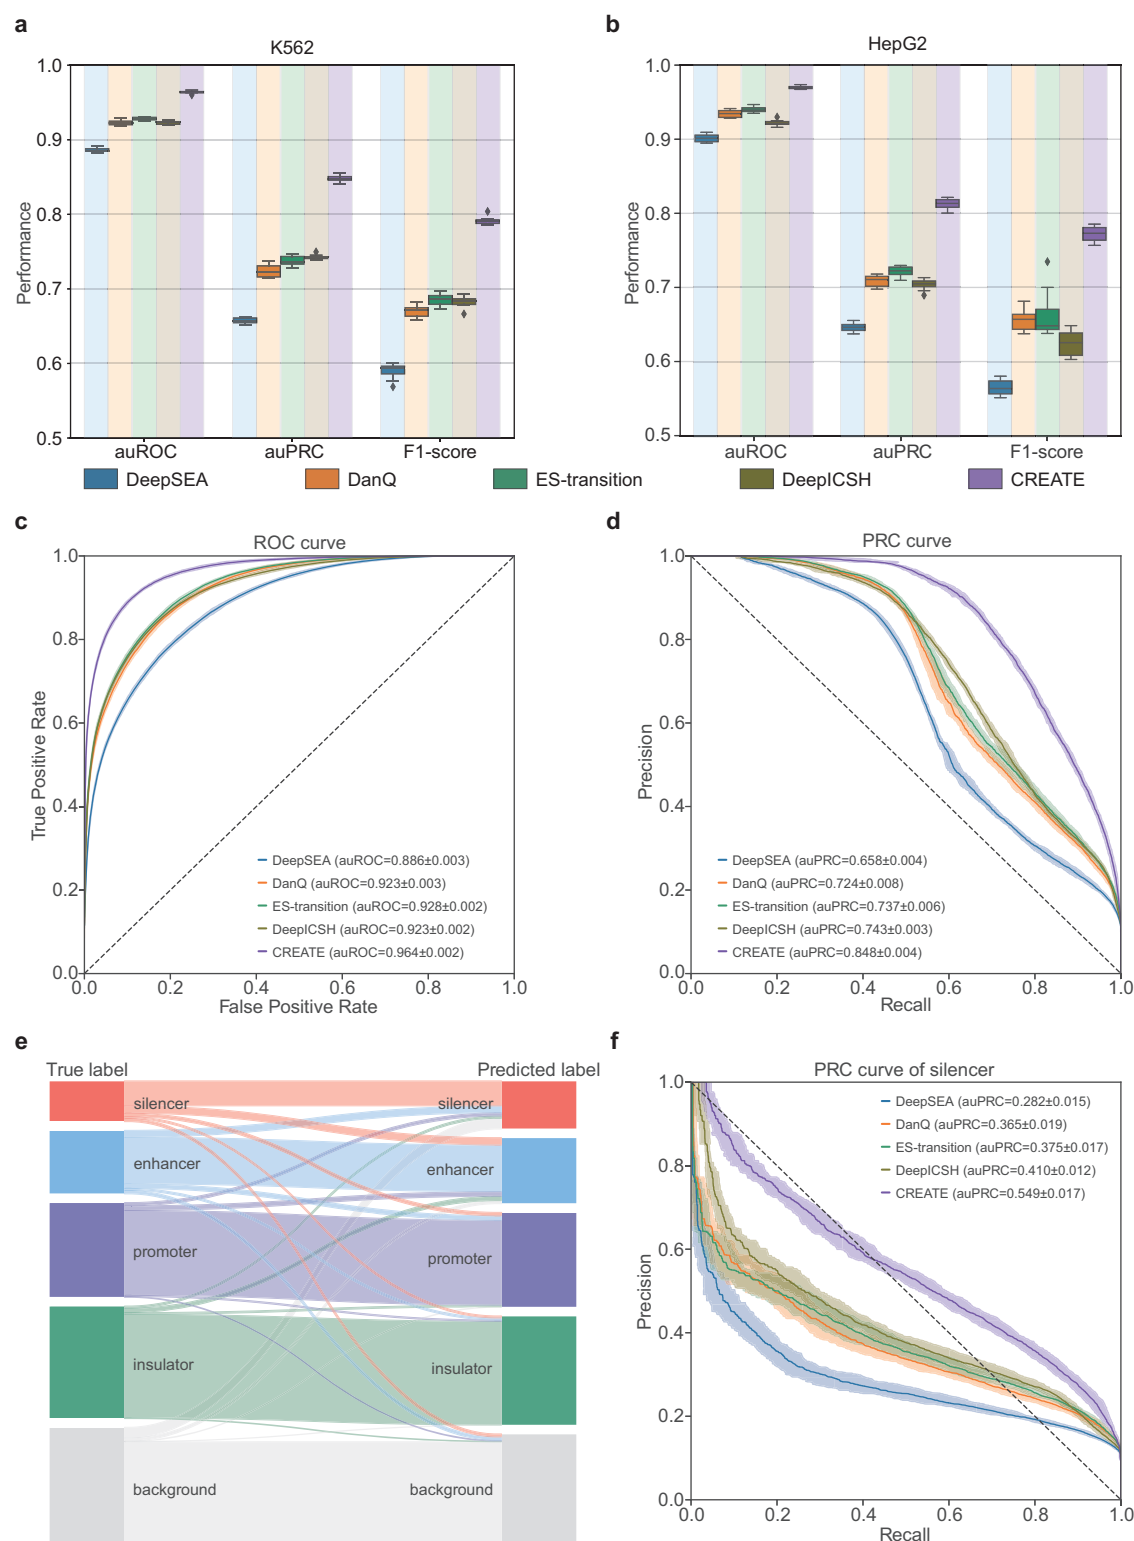 a
K562
1.0
0.9
0.8
0.7
0.6
0.5
Performance
auROC
auPRC
F1-score
b
HepG2
1.0
0.9
0.8
0.7
0.6
0.5
Performance
auROC
auPRC
F1-score
DeepSEA
DanQ
ES-transition
DeepICSH
CREATE
c
ROC curve
1.0
0.8
0.6
0.4
0.2
0.0
True Positive Rate
DeepSEA (auROC=0.886±0.003)
DanQ (auROC=0.923±0.003)
ES-transition (auROC=0.928±0.002)
DeepICSH (auROC=0.923±0.002)
CREATE (auROC=0.964±0.002)
0.0
0.2
0.4
0.6
0.8
1.0
False Positive Rate
d
PRC curve
1.0
0.8
0.6
0.4
0.2
0.0
Precision
DeepSEA (auPRC=0.658±0.004)
DanQ (auPRC=0.724±0.008)
ES-transition (auPRC=0.737±0.006)
DeepICSH (auPRC=0.743±0.003)
CREATE (auPRC=0.848±0.004)
0.0
0.2
0.4
0.6
0.8
1.0
Recall
e
True label
Predicted label
silencer
silencer
enhancer
enhancer
promoter
promoter
insulator
insulator
background
background
f
PRC curve of silencer
1.0
0.8
0.6
0.4
0.2
0.0
Precision
DeepSEA (auPRC=0.282±0.015)
DanQ (auPRC=0.365±0.019)
ES-transition (auPRC=0.375±0.017)
DeepICSH (auPRC=0.410±0.012)
CREATE (auPRC=0.549±0.017)
0.0
0.2
0.4
0.6
0.8
1.0
Recall